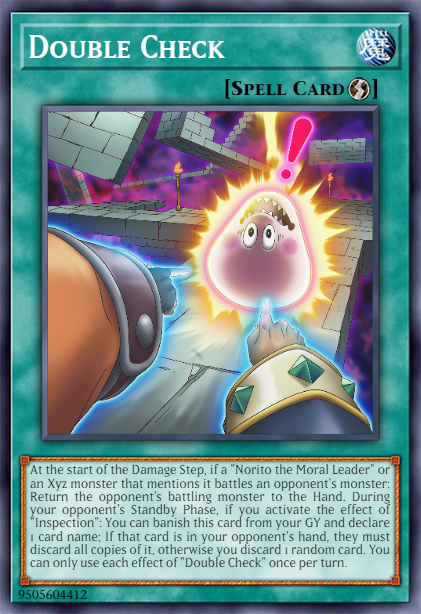 Double Check
魔
[Spell Card]
At the start of the Damage Step, if a "Norito the Moral Leader" or
an Xyz monster that mentions it battles an opponent's monster:
Return the opponent's battling monster to the Hand. During
your opponent's Standby Phase, if you activate the effect of
"Inspection": You can banish this card from your GY and declare
1 card name; If that card is in your opponent's hand, they must
discard all copies of it, otherwise you discard 1 random card. You
can only use each effect of "Double Check" once per turn.
9505604412